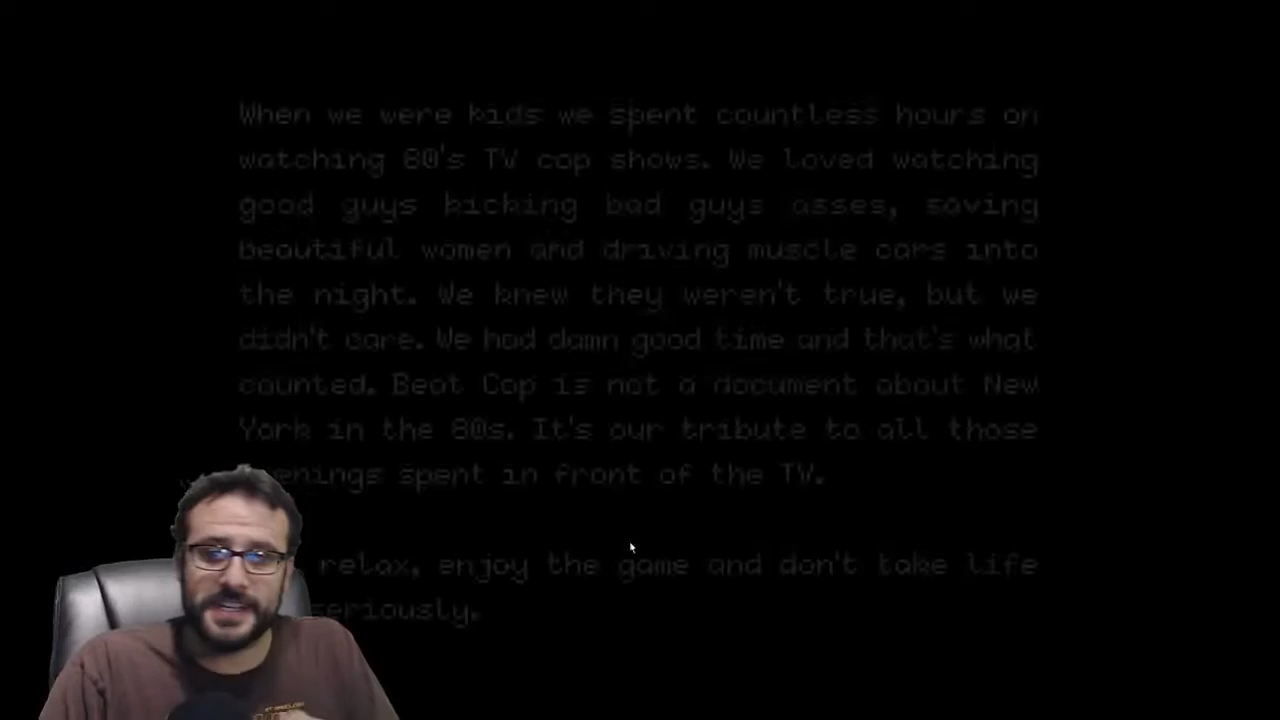 When we were kids we spent countless hours on
watching 80's TV cop shows. We loved watching
good guys kicking bad guys asses, saving
beautiful women and driving muscle cars into
the night. We knew they weren't true, but we
didn't care. We had damn good time and that's what
counted. Beat Cop is not a document about New
York in the 80s. It's our tribute to all those
enings spent in front of the TV.
relax, enjoy the game and don't take life
seriously.